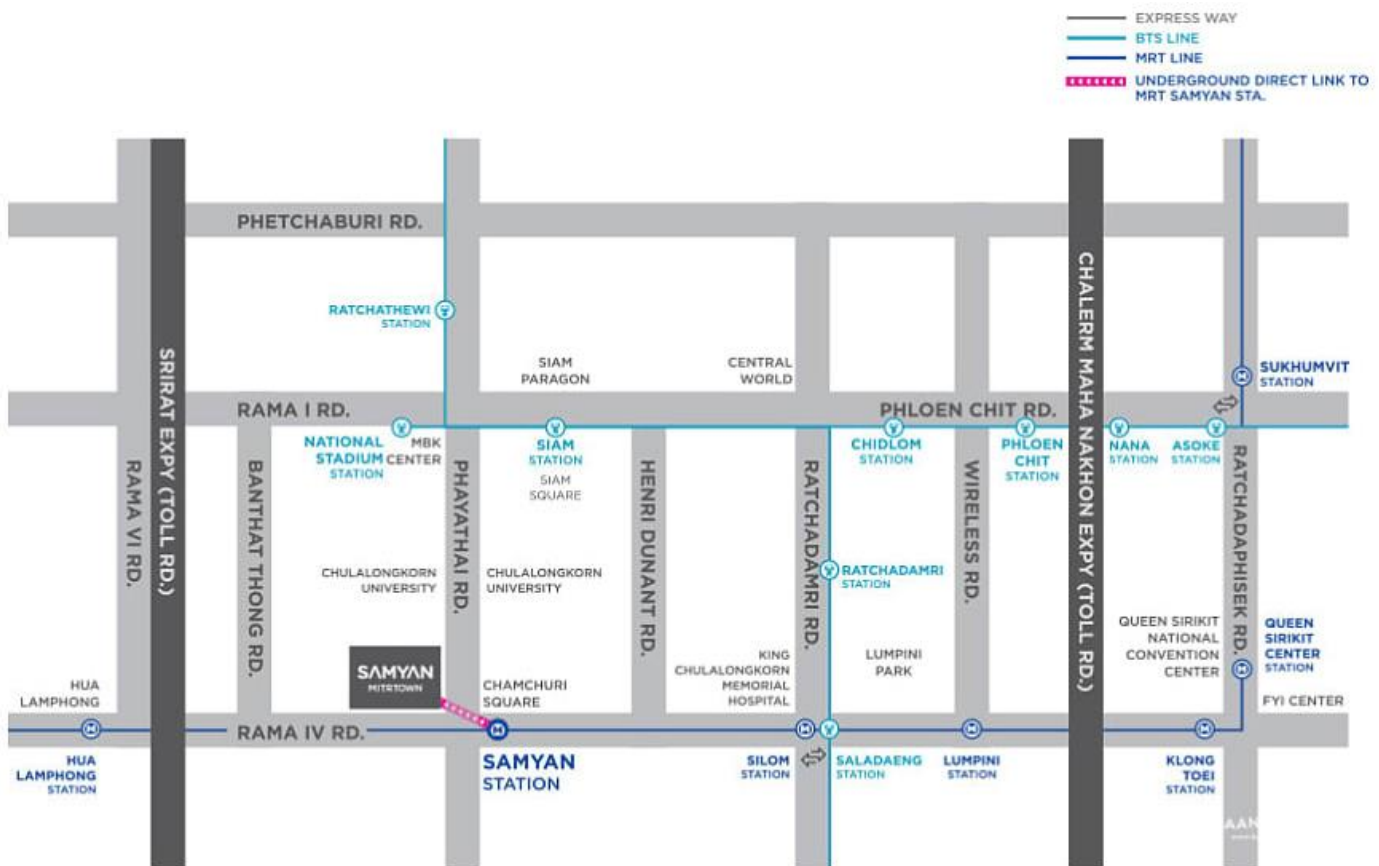 EXPRESS WAY
BTS LINE
MRT LINE
UNDERGROUND DIRECT LINK TO
MRT SAMYAN STA.
PHETCHABURI RD.
RATCHATHEWI
STATION
SIAM
PARAGON
CENTRAL
WORLD
SUKHUMVIT
STATION
RAMA I RD.
PHLOEN CHIT RD.
NATIONAL
STADIUM
STATION
MBK
CENTER
SIAM
STATION
SIAM
SQUARE
CHIDLOM
STATION
PHLOEN
CHIT
STATION
NANA
STATION
ASOKE
STATION
RAMA VI RD.
SRIRAT EXPY (TOLL RD.)
BANTHAT THONG RD.
PHAYATHAI RD.
HENRI DUNANT RD.
RATCHADAMRI RD.
WIRELESS RD.
CHALERM MAHA NAKHON EXPY (TOLL RD.)
RATCHADAPHISEK RD.
CHULALONGKORN
UNIVERSITY
CHULALONGKORN
UNIVERSITY
RATCHADAMRI
STATION
SAMYAN
MITRTOWN
CHAMCHURI
SQUARE
KING
CHULALONGKORN
MEMORIAL
HOSPITAL
LUMPINI
PARK
QUEEN SIRIKIT
NATIONAL
CONVENTION
CENTER
QUEEN
SIRIKIT
CENTER
STATION
HUA
LAMPHONG
FYI CENTER
RAMA IV RD.
HUA
LAMPHONG
STATION
SAMYAN
STATION
SILOM
STATION
SALADAENG
STATION
LUMPINI
STATION
KLONG
TOEI
STATION